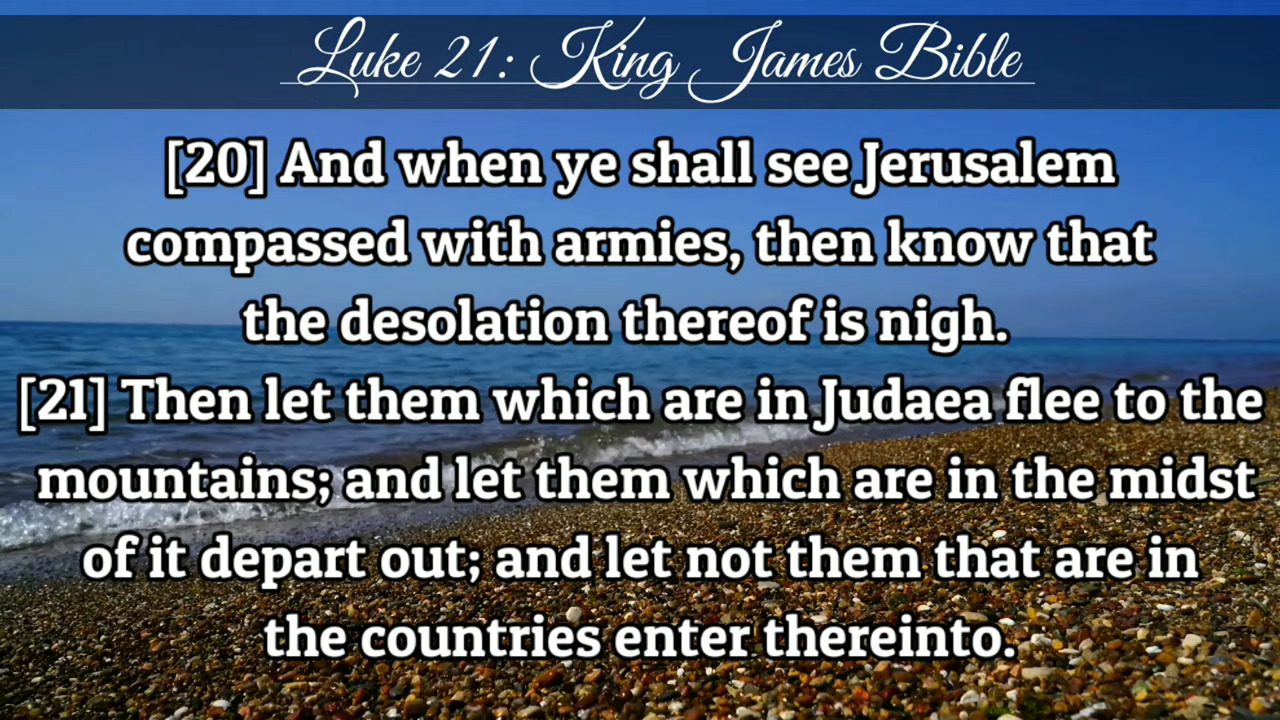 Luke 21: King James Bible
[20] And when ye shall see Jerusalem
compassed with armies, then know that
the desolation thereof is nigh.
[21] Then let them which are in Judaea flee to the
mountains; and let them which are in the midst
of it depart out; and let not them that are in
the countries enter thereinto.